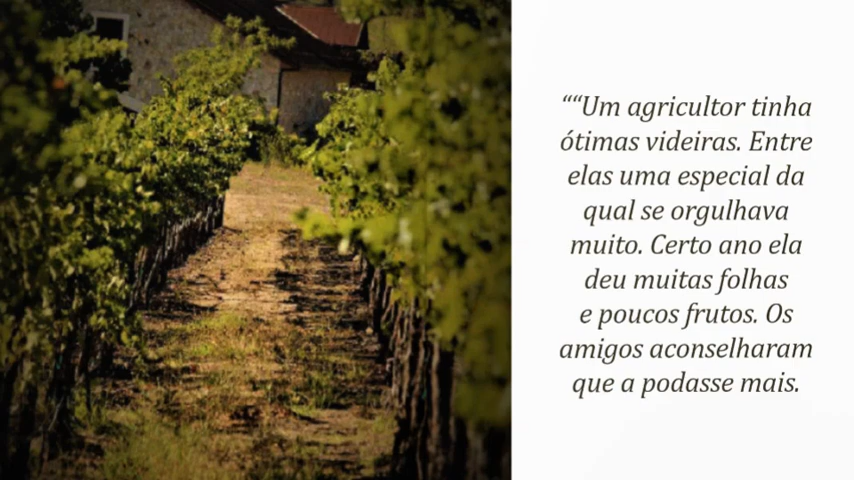 ““Um agricultor tinha
ótimas videiras. Entre
elas uma especial da
qual se orgulhava
muito. Certo ano ela
deu muitas folhas
e poucos frutos. Os
amigos aconselharam
que a podasse mais.